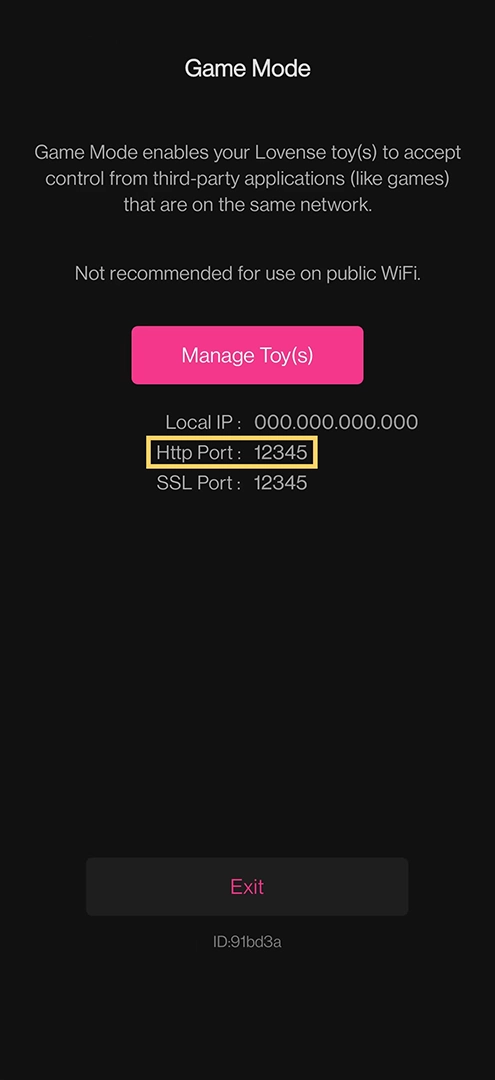 Game Mode
Game Mode enables your Lovense toy(s) to accept
control from third-party applications (like games)
that are on the same network.
Not recommended for use on public WiFi.
Manage Toy(s)
Local IP : 000.000.000.000
Http Port : 12345
SSL Port : 12345
Exit
ID:91bd3a